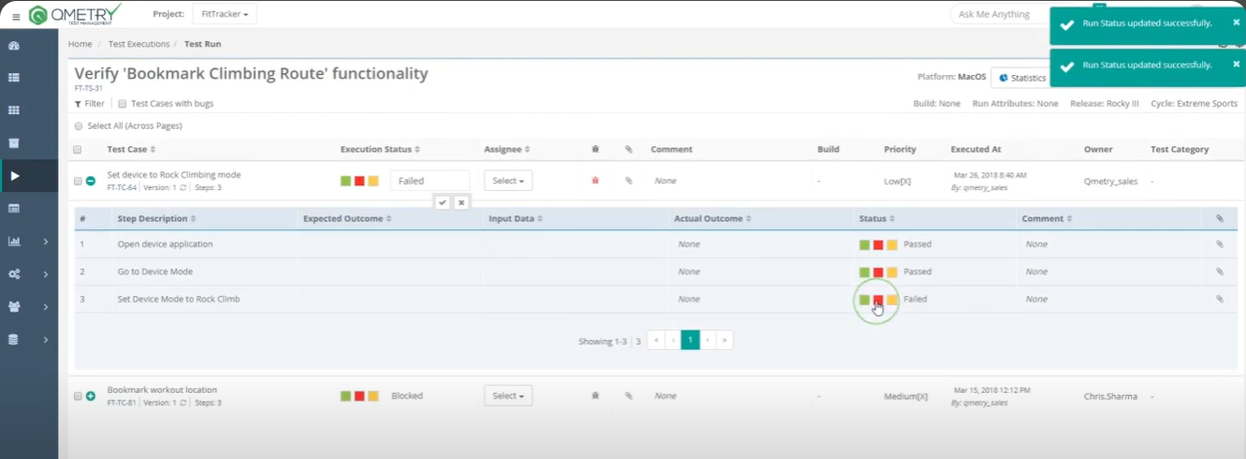 QMETRY
TEST MANAGEMENT
Project: FitTracker
Ask Me Anything
Run Status updated successfully.
Run Status updated successfully.
Home / Test Executions / Test Run
Verify 'Bookmark Climbing Route' functionality
FT-TS-31
Platform: MacOS Statistics
Filter Test Cases with bugs
Build: None Run Attributes: None Release: Rocky III Cycle: Extreme Sports
Select All (Across Pages)
Test Case Execution Status Assignee Comment Build Priority Executed At Owner Test Category
Set device to Rock Climbing mode
FT-TC-64 Version: 1 Steps: 3
Failed Select None - Low[X] Mar 26, 2018 8:40 AM
By: qmetry_sales
Qmetry_sales -
# Step Description Expected Outcome Input Data Actual Outcome Status Comment
1 Open device application None Passed None
2 Go to Device Mode None Passed None
3 Set Device Mode to Rock Climb None Failed None
Showing 1-3 | 3 « ‹ 1 › »
Bookmark workout location
FT-TC-81 Version: 1 Steps: 3
Blocked Select None - Medium[X] Mar 15, 2018 12:12 PM
By: qmetry_sales
Chris.Sharma -